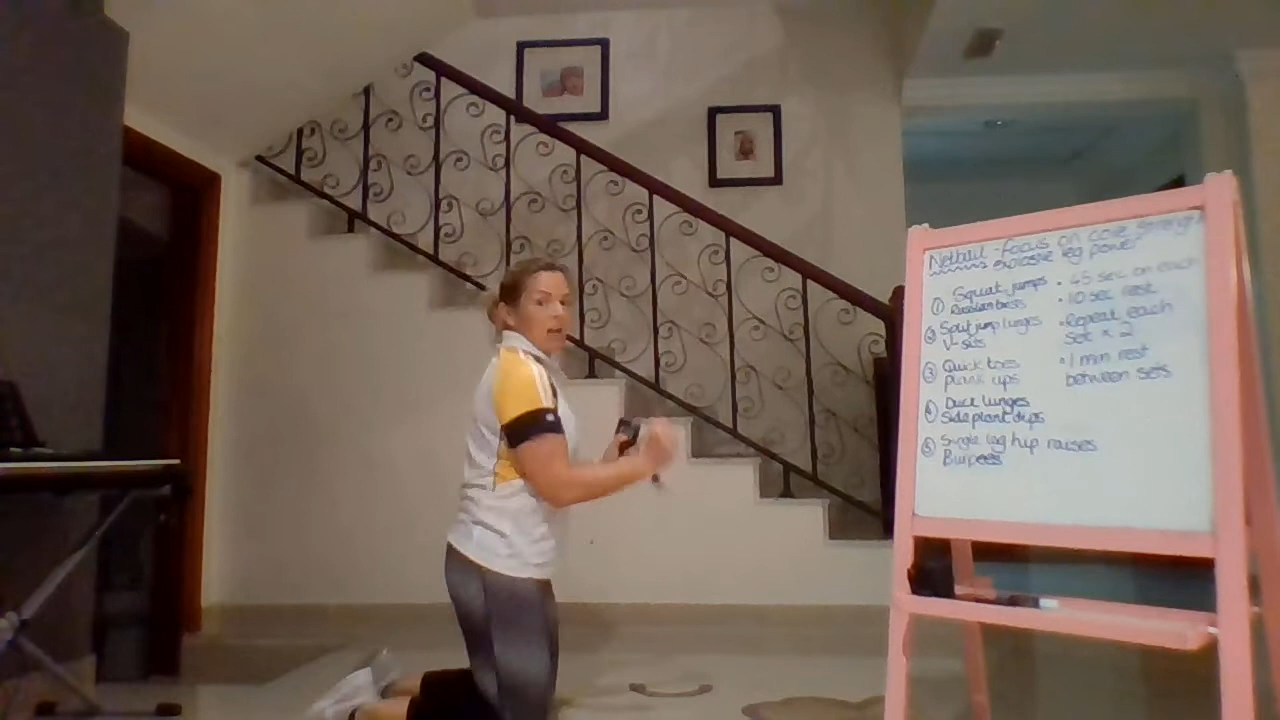 Netball - focus on core strength
explosive leg power
① Squat jumps
Russian twists
② Split jump lunges
V-sits
③ Quick toes
plank ups
④ Duck lunges
Side plank dips
⑤ Single leg hip raises
Burpees
• 45 sec on each
• 10 sec rest
• Repeat each
set x 2
• 1 min rest
between sets